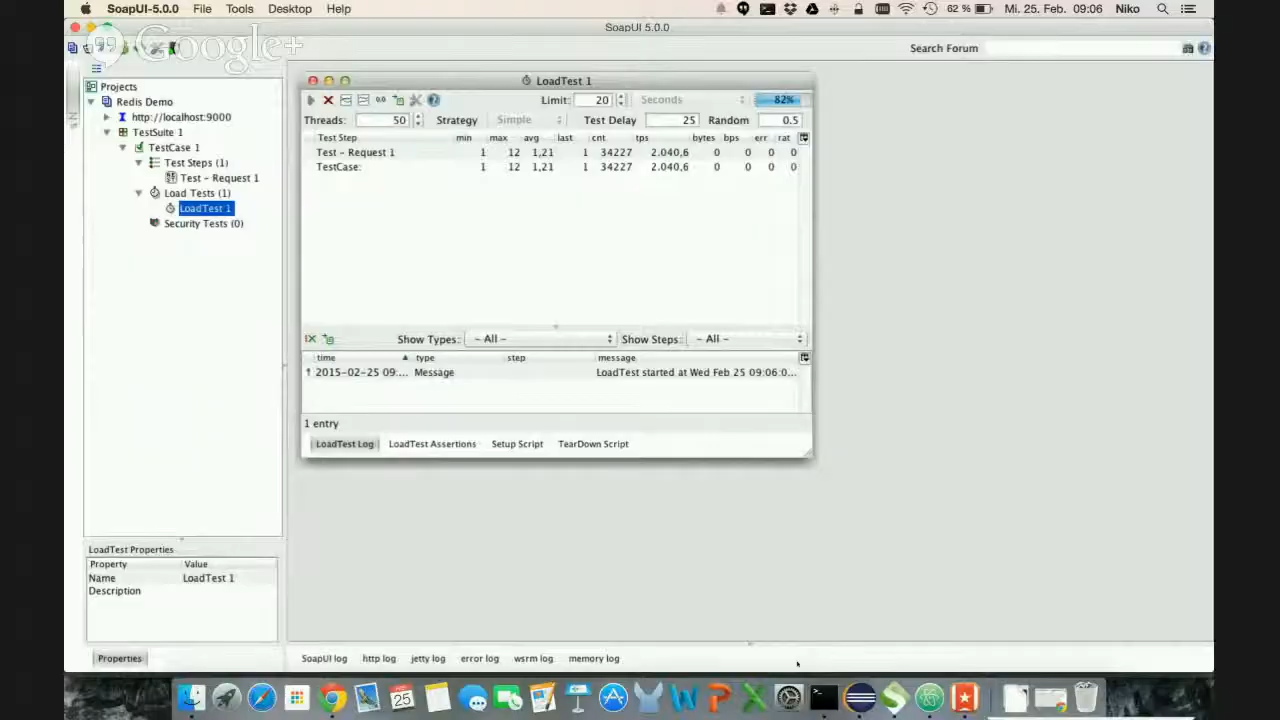 SoapUI-5.0.0 File Tools Desktop Help 62 % Mi. 25. Feb. 09:06 Niko
SoapUI 5.0.0
Google+
Search Forum
Projects
Redis Demo
http://localhost:9000
TestSuite 1
TestCase 1
Test Steps (1)
Test - Request 1
Load Tests (1)
LoadTest 1
Security Tests (0)
LoadTest 1
Limit: 20 Seconds 82%
Threads: 50 Strategy Simple Test Delay 25 Random 0.5
Test Step min max avg last cnt tps bytes bps err rat
Test - Request 1 1 12 1,21 1 34227 2.040,6 0 0 0 0
TestCase: 1 12 1,21 1 34227 2.040,6 0 0 0 0
Show Types: - All - Show Steps: - All -
time type step message
2015-02-25 09:... Message LoadTest started at Wed Feb 25 09:06:0...
1 entry
LoadTest Log LoadTest Assertions Setup Script TearDown Script
LoadTest Properties
Property Value
Name LoadTest 1
Description
Properties
SoapUI log http log jetty log error log wsrm log memory log
25